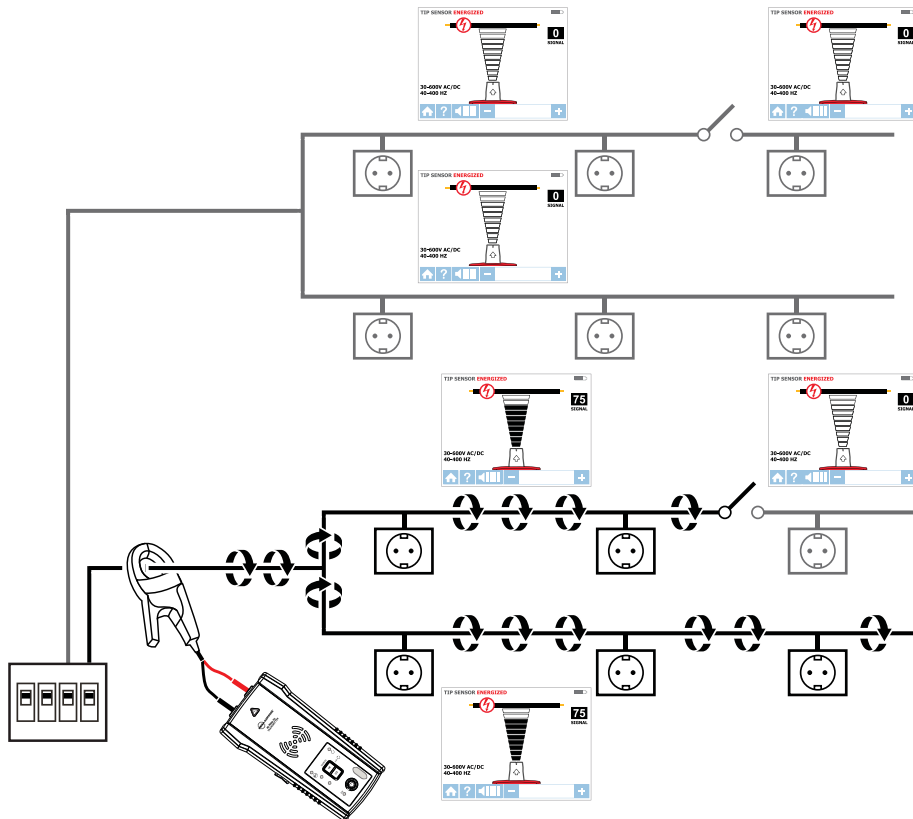 TIP SENSOR ENERGIZED
0
SIGNAL
30-600V AC/DC
40-400 HZ
?
TIP SENSOR ENERGIZED
0
SIGNAL
30-600V AC/DC
40-400 HZ
?
TIP SENSOR ENERGIZED
0
SIGNAL
30-600V AC/DC
40-400 HZ
?
TIP SENSOR ENERGIZED
75
SIGNAL
30-600V AC/DC
40-400 HZ
?
TIP SENSOR ENERGIZED
0
SIGNAL
30-600V AC/DC
40-400 HZ
?
TIP SENSOR ENERGIZED
75
SIGNAL
30-600V AC/DC
40-400 HZ
?